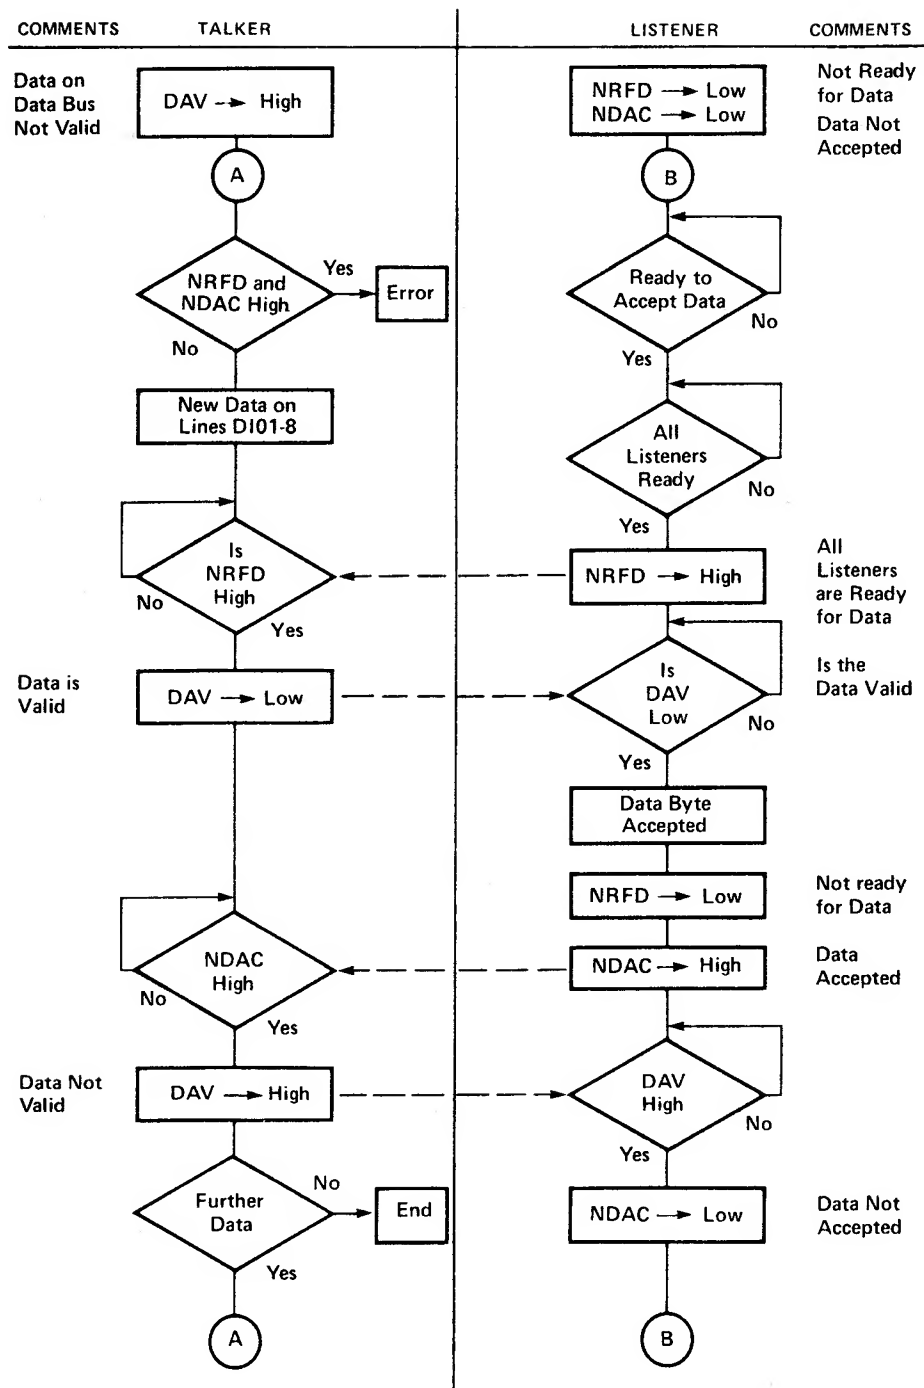 COMMENTS TALKER LISTENER COMMENTS
Data on
Data Bus
Not Valid
DAV → High
A
NRFD and
NDAC High
Yes
Error
No
New Data on
Lines DI01-8
Is
NRFD
High
No
Yes
Data is
Valid
DAV → Low
NDAC
High
No
Yes
Data Not
Valid
DAV → High
Further
Data
No
End
Yes
A
NRFD → Low
NDAC → Low
Not Ready
for Data
Data Not
Accepted
B
Ready to
Accept Data
No
Yes
All
Listeners
Ready
No
Yes
NRFD → High
All
Listeners
are Ready
for Data
Is
DAV
Low
No
Is the
Data Valid
Yes
Data Byte
Accepted
NRFD → Low
Not ready
for Data
NDAC → High
Data
Accepted
DAV
High
No
Yes
NDAC → Low
Data Not
Accepted
B